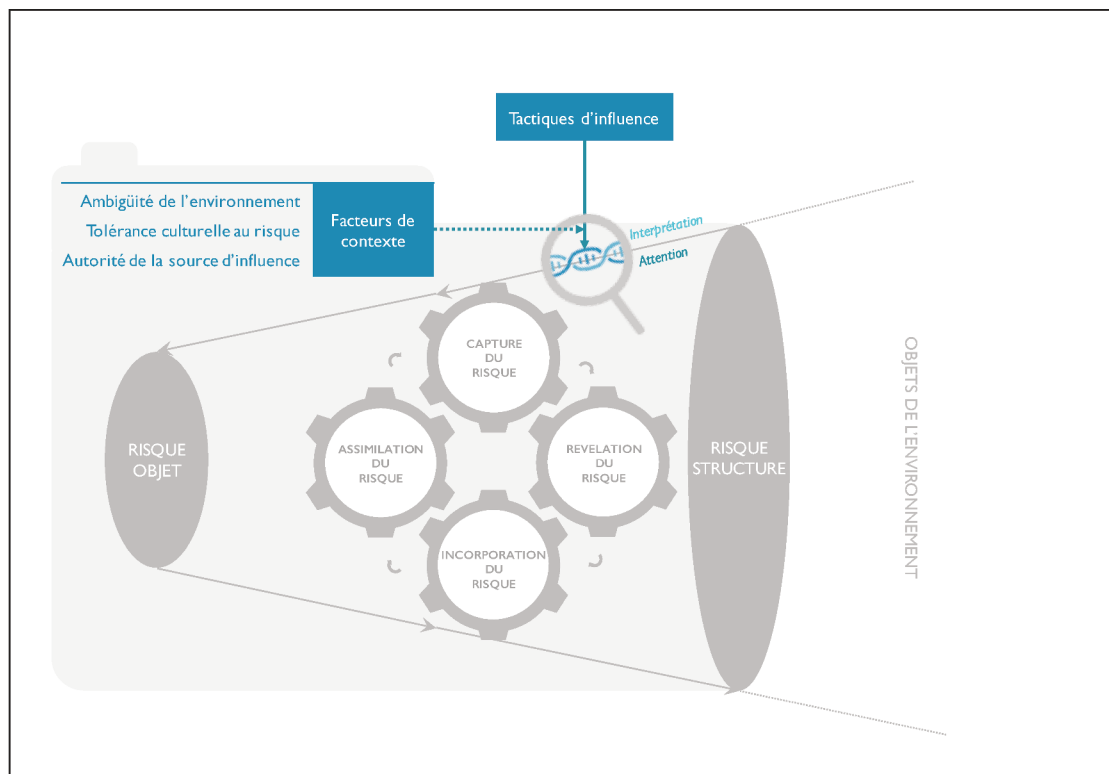 Tactiques d'influence
Ambigüité de l'environnement
Tolérance culturelle au risque
Autorité de la source d'influence
Facteurs de
contexte
Interprétation
Attention
CAPTURE
DU
RISQUE
ASSIMILATION
DU
RISQUE
REVELATION
DU
RISQUE
INCORPORATION
DU
RISQUE
RISQUE
OBJET
RISQUE
STRUCTURE
OBJETS DE L'ENVIRONNEMENT